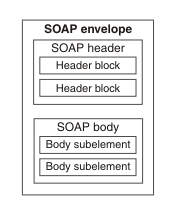 SOAP envelope
SOAP header
Header block
Header block
SOAP body
Body subelement
Body subelement